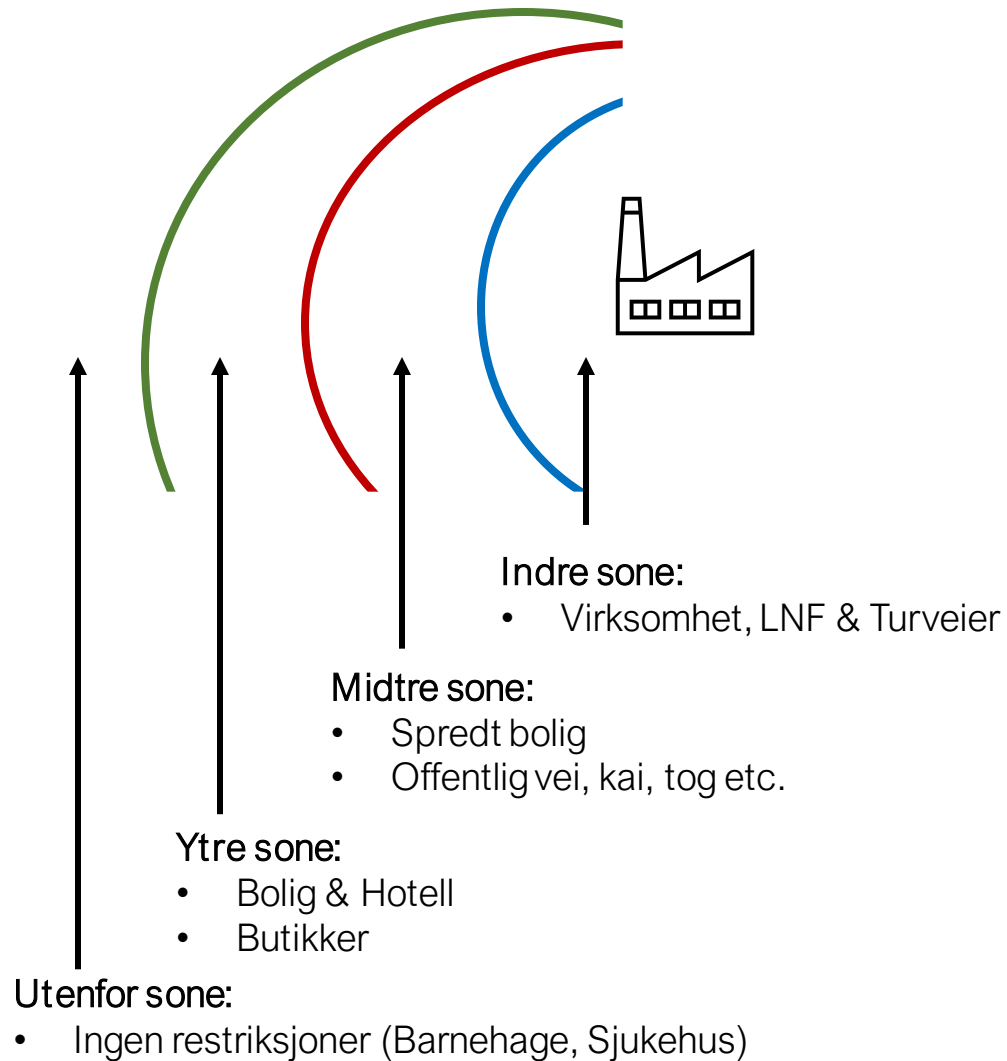 Indre sone:
• Virksomhet, LNF & Turveier
Midtre sone:
• Spredt bolig
• Offentlig vei, kai, tog etc.
Ytre sone:
• Bolig & Hotell
• Butikker
Utenfor sone:
• Ingen restriksjoner (Barnehage, Sjukehus)